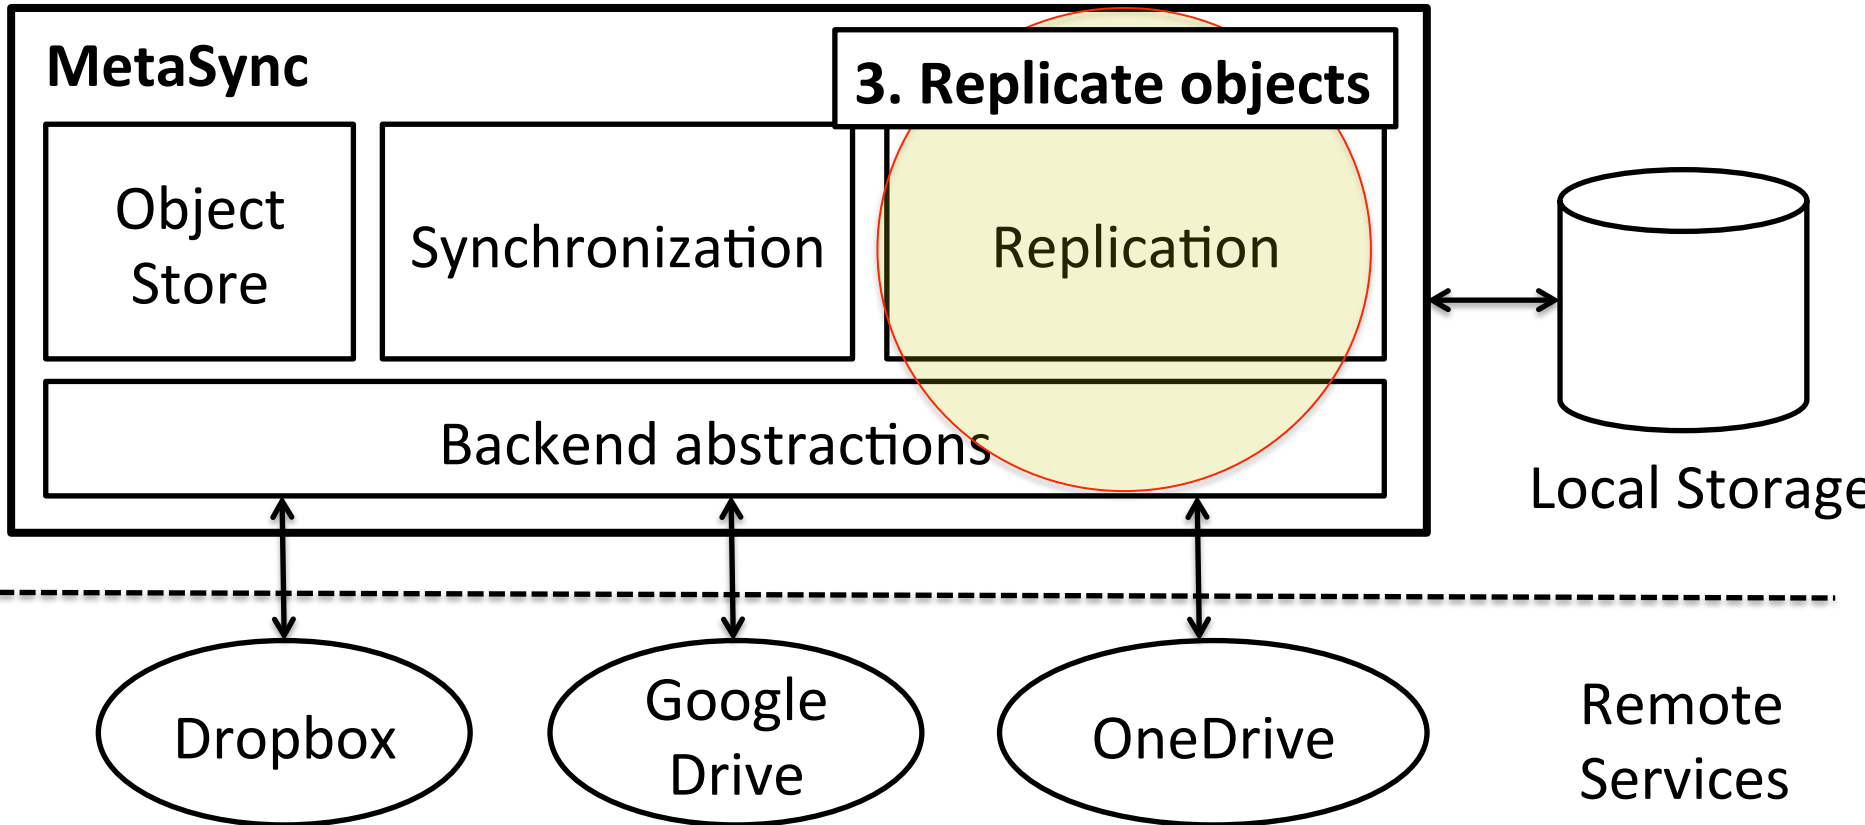 MetaSync
3. Replicate objects
Object
Store
Synchronization
Replication
Backend abstractions
Local Storage
Dropbox
Google
Drive
OneDrive
Remote
Services